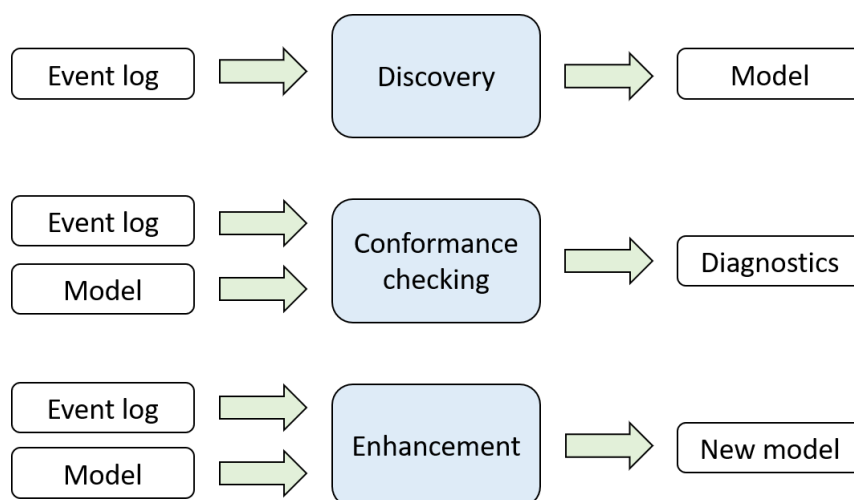 Event log
Discovery
Model
Event log
Model
Conformance
checking
Diagnostics
Event log
Model
Enhancement
New model